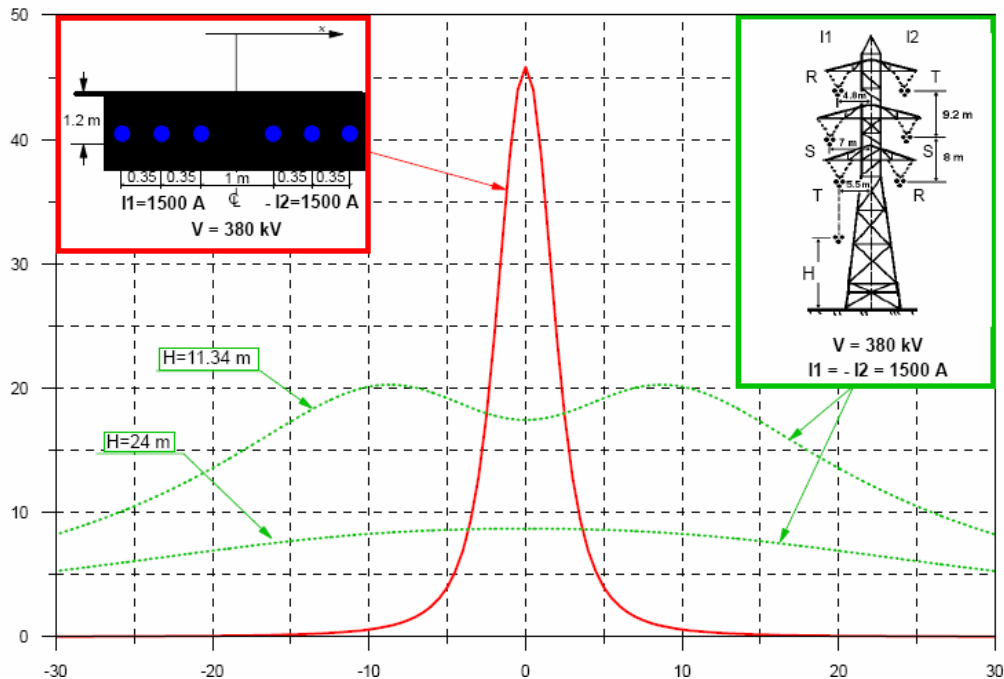 50
40
30
20
10
0
-30
-20
-10
0
10
20
30
x
1.2 m
0.35
0.35
1 m
0.35
0.35
I1=1500 A
℄
- I2=1500 A
V = 380 kV
H=11.34 m
H=24 m
I1
I2
R
T
4.8m
9.2 m
S
7 m
S
8 m
T
5.5m
R
H
V = 380 kV
I1 = - I2 = 1500 A